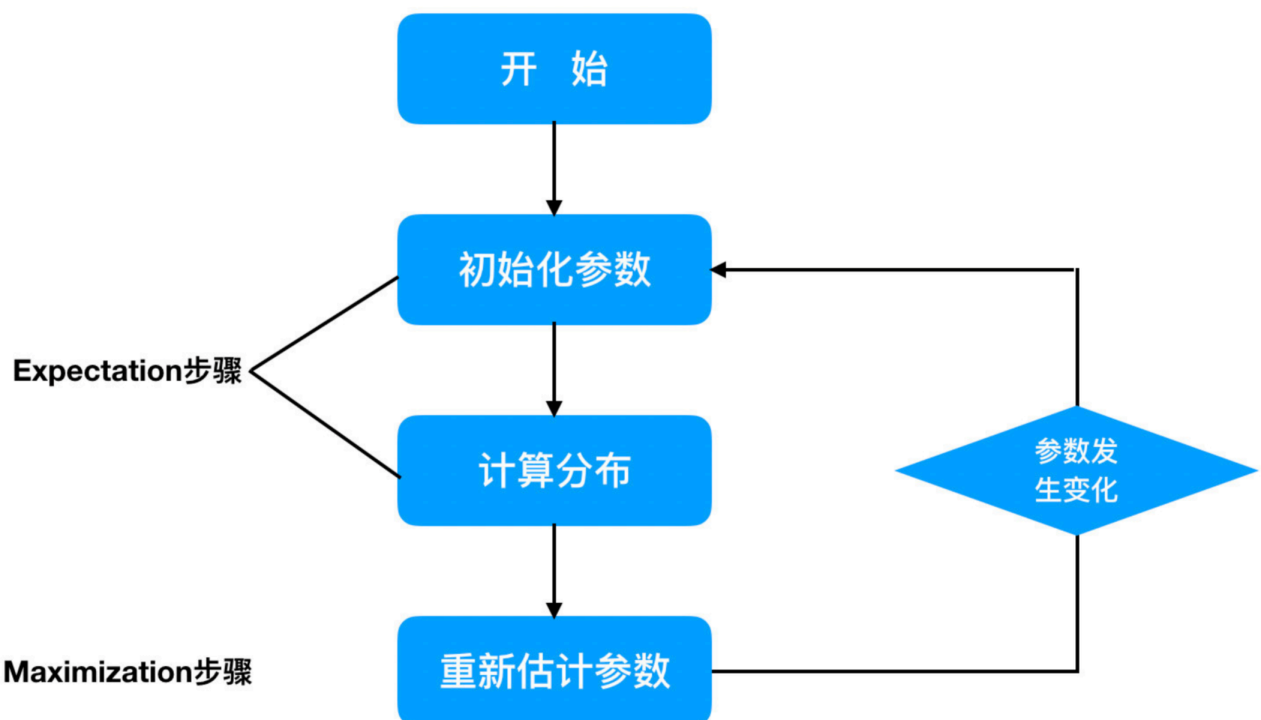 开 始
初始化参数
Expectation步骤
计算分布
参数发
生变化
Maximization步骤
重新估计参数